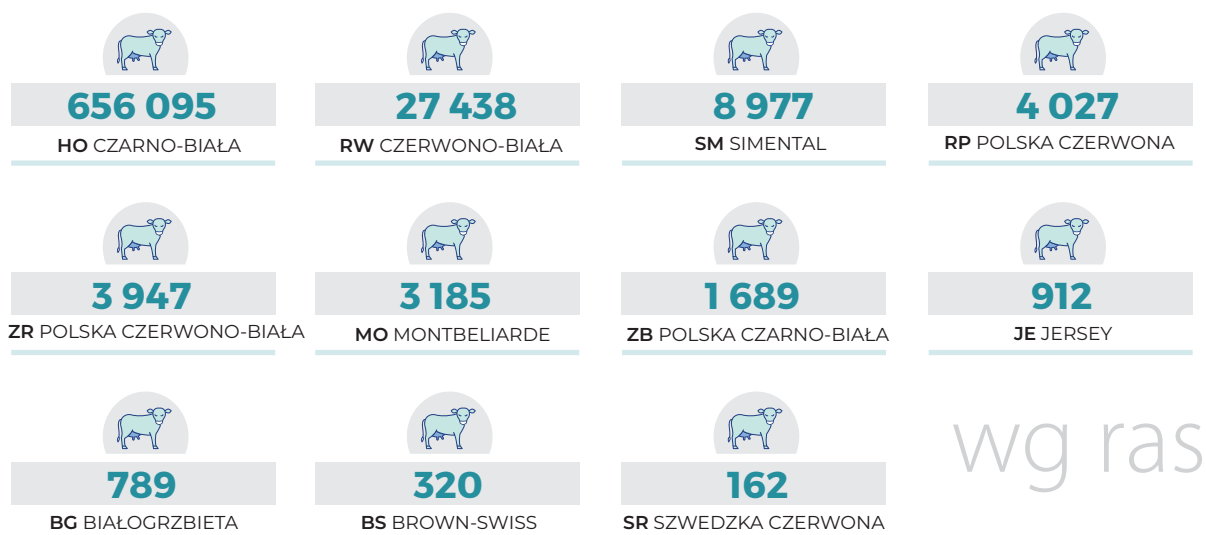 656 095
HO CZARNO-BIAŁA
27 438
RW CZERWONO-BIAŁA
8 977
SM SIMENTAL
4 027
RP POLSKA CZERWONA
3 947
ZR POLSKA CZERWONO-BIAŁA
3 185
MO MONTBELIARDE
1 689
ZB POLSKA CZARNO-BIAŁA
912
JE JERSEY
789
BG BIAŁOGRZBIETA
320
BS BROWN-SWISS
162
SR SZWEDZKA CZERWONA
wg ras